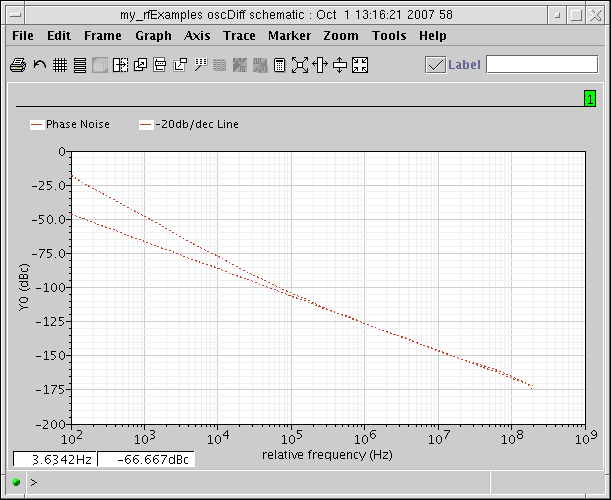 my_rfExamples oscDiff schematic : Oct 1 13:16:21 2007 58
File Edit Frame Graph Axis Trace Marker Zoom Tools Help
Label
1
Phase Noise -20db/dec Line
0
-25.0
-50.0
-75.0
-100
-125
-150
-175
-200
Y0 (dBc)
10^2 10^3 10^4 10^5 10^6 10^7 10^8 10^9
relative frequency (Hz)
3.6342Hz -66.667dBc
>